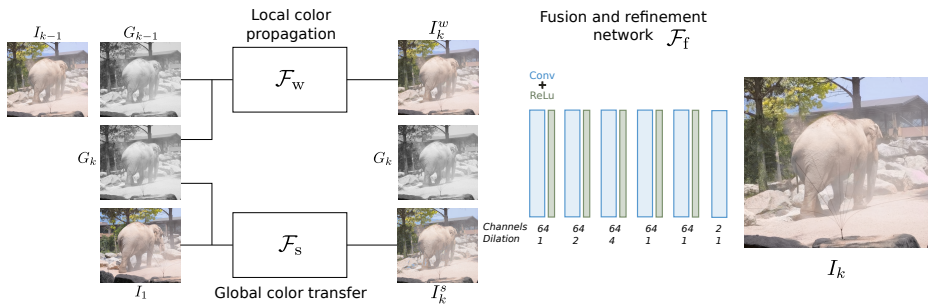 Local color
propagation
Fusion and refinement
network 𝓕_f
I_{k−1}
G_{k−1}
I_k^w
𝓕_w
Conv
+
ReLu
G_k
G_k
𝓕_s
Channels 64 64 64 64 64 2
Dilation 1 2 4 1 1 1
I_k
I_1
Global color transfer
I_k^s